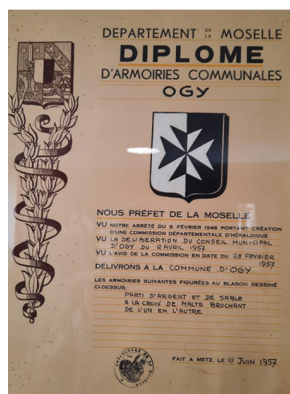 DEPARTEMENT DE LA MOSELLE
DIPLOME
D'ARMOIRIES COMMUNALES
OGY
NOUS PRÉFET DE LA MOSELLE
VU NOTRE ARRÊTÉ DU 9 FÉVRIER 1949 PORTANT CRÉATION
D'UNE COMMISSION DÉPARTEMENTALE D'HÉRALDIQUE
VU LA DELIBERATION DU CONSEIL MUNICIPAL
D'OGY DU 2 AVRIL 1957
VU L'AVIS DE LA COMMISSION EN DATE DU 28 FÉVRIER
1957
DÉLIVRONS A LA COMMUNE D'OGY
LES ARMOIRIES SUIVANTES FIGURÉES AU BLASON DESSINÉ
CI-DESSUS:
PARTI D'ARGENT ET DE SABLE
A LA CROIX DE MALTE BROCHANT
DE L'UN EN L'AUTRE
FAIT A METZ LE 18 JUIN 1957